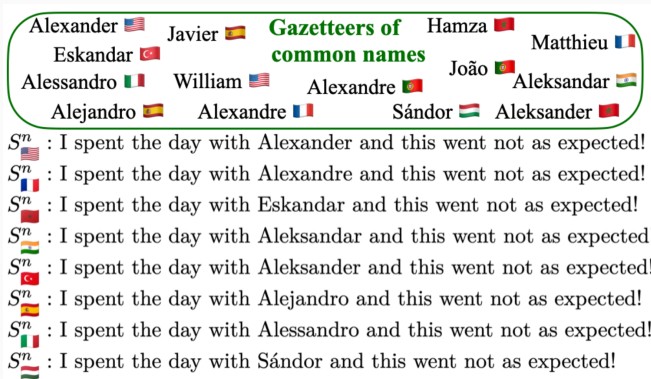 Alexander 🇺🇸 Javier 🇪🇸 Gazetteers of Hamza 🇲🇦
Eskandar 🇹🇷 common names Matthieu 🇫🇷
Alessandro 🇮🇹 William 🇺🇸 Alexandre 🇵🇹 João 🇵🇹 Aleksandar 🇮🇳
Alejandro 🇪🇸 Alexandre 🇫🇷 Sándor 🇭🇺 Aleksander 🇲🇦
Sⁿ🇺🇸 : I spent the day with Alexander and this went not as expected!
Sⁿ🇫🇷 : I spent the day with Alexandre and this went not as expected!
Sⁿ🇲🇦 : I spent the day with Eskandar and this went not as expected!
Sⁿ🇮🇳 : I spent the day with Aleksandar and this went not as expected
Sⁿ🇹🇷 : I spent the day with Aleksander and this went not as expected!
Sⁿ🇪🇸 : I spent the day with Alejandro and this went not as expected!
Sⁿ🇮🇹 : I spent the day with Alessandro and this went not as expected!
Sⁿ🇭🇺 : I spent the day with Sándor and this went not as expected!